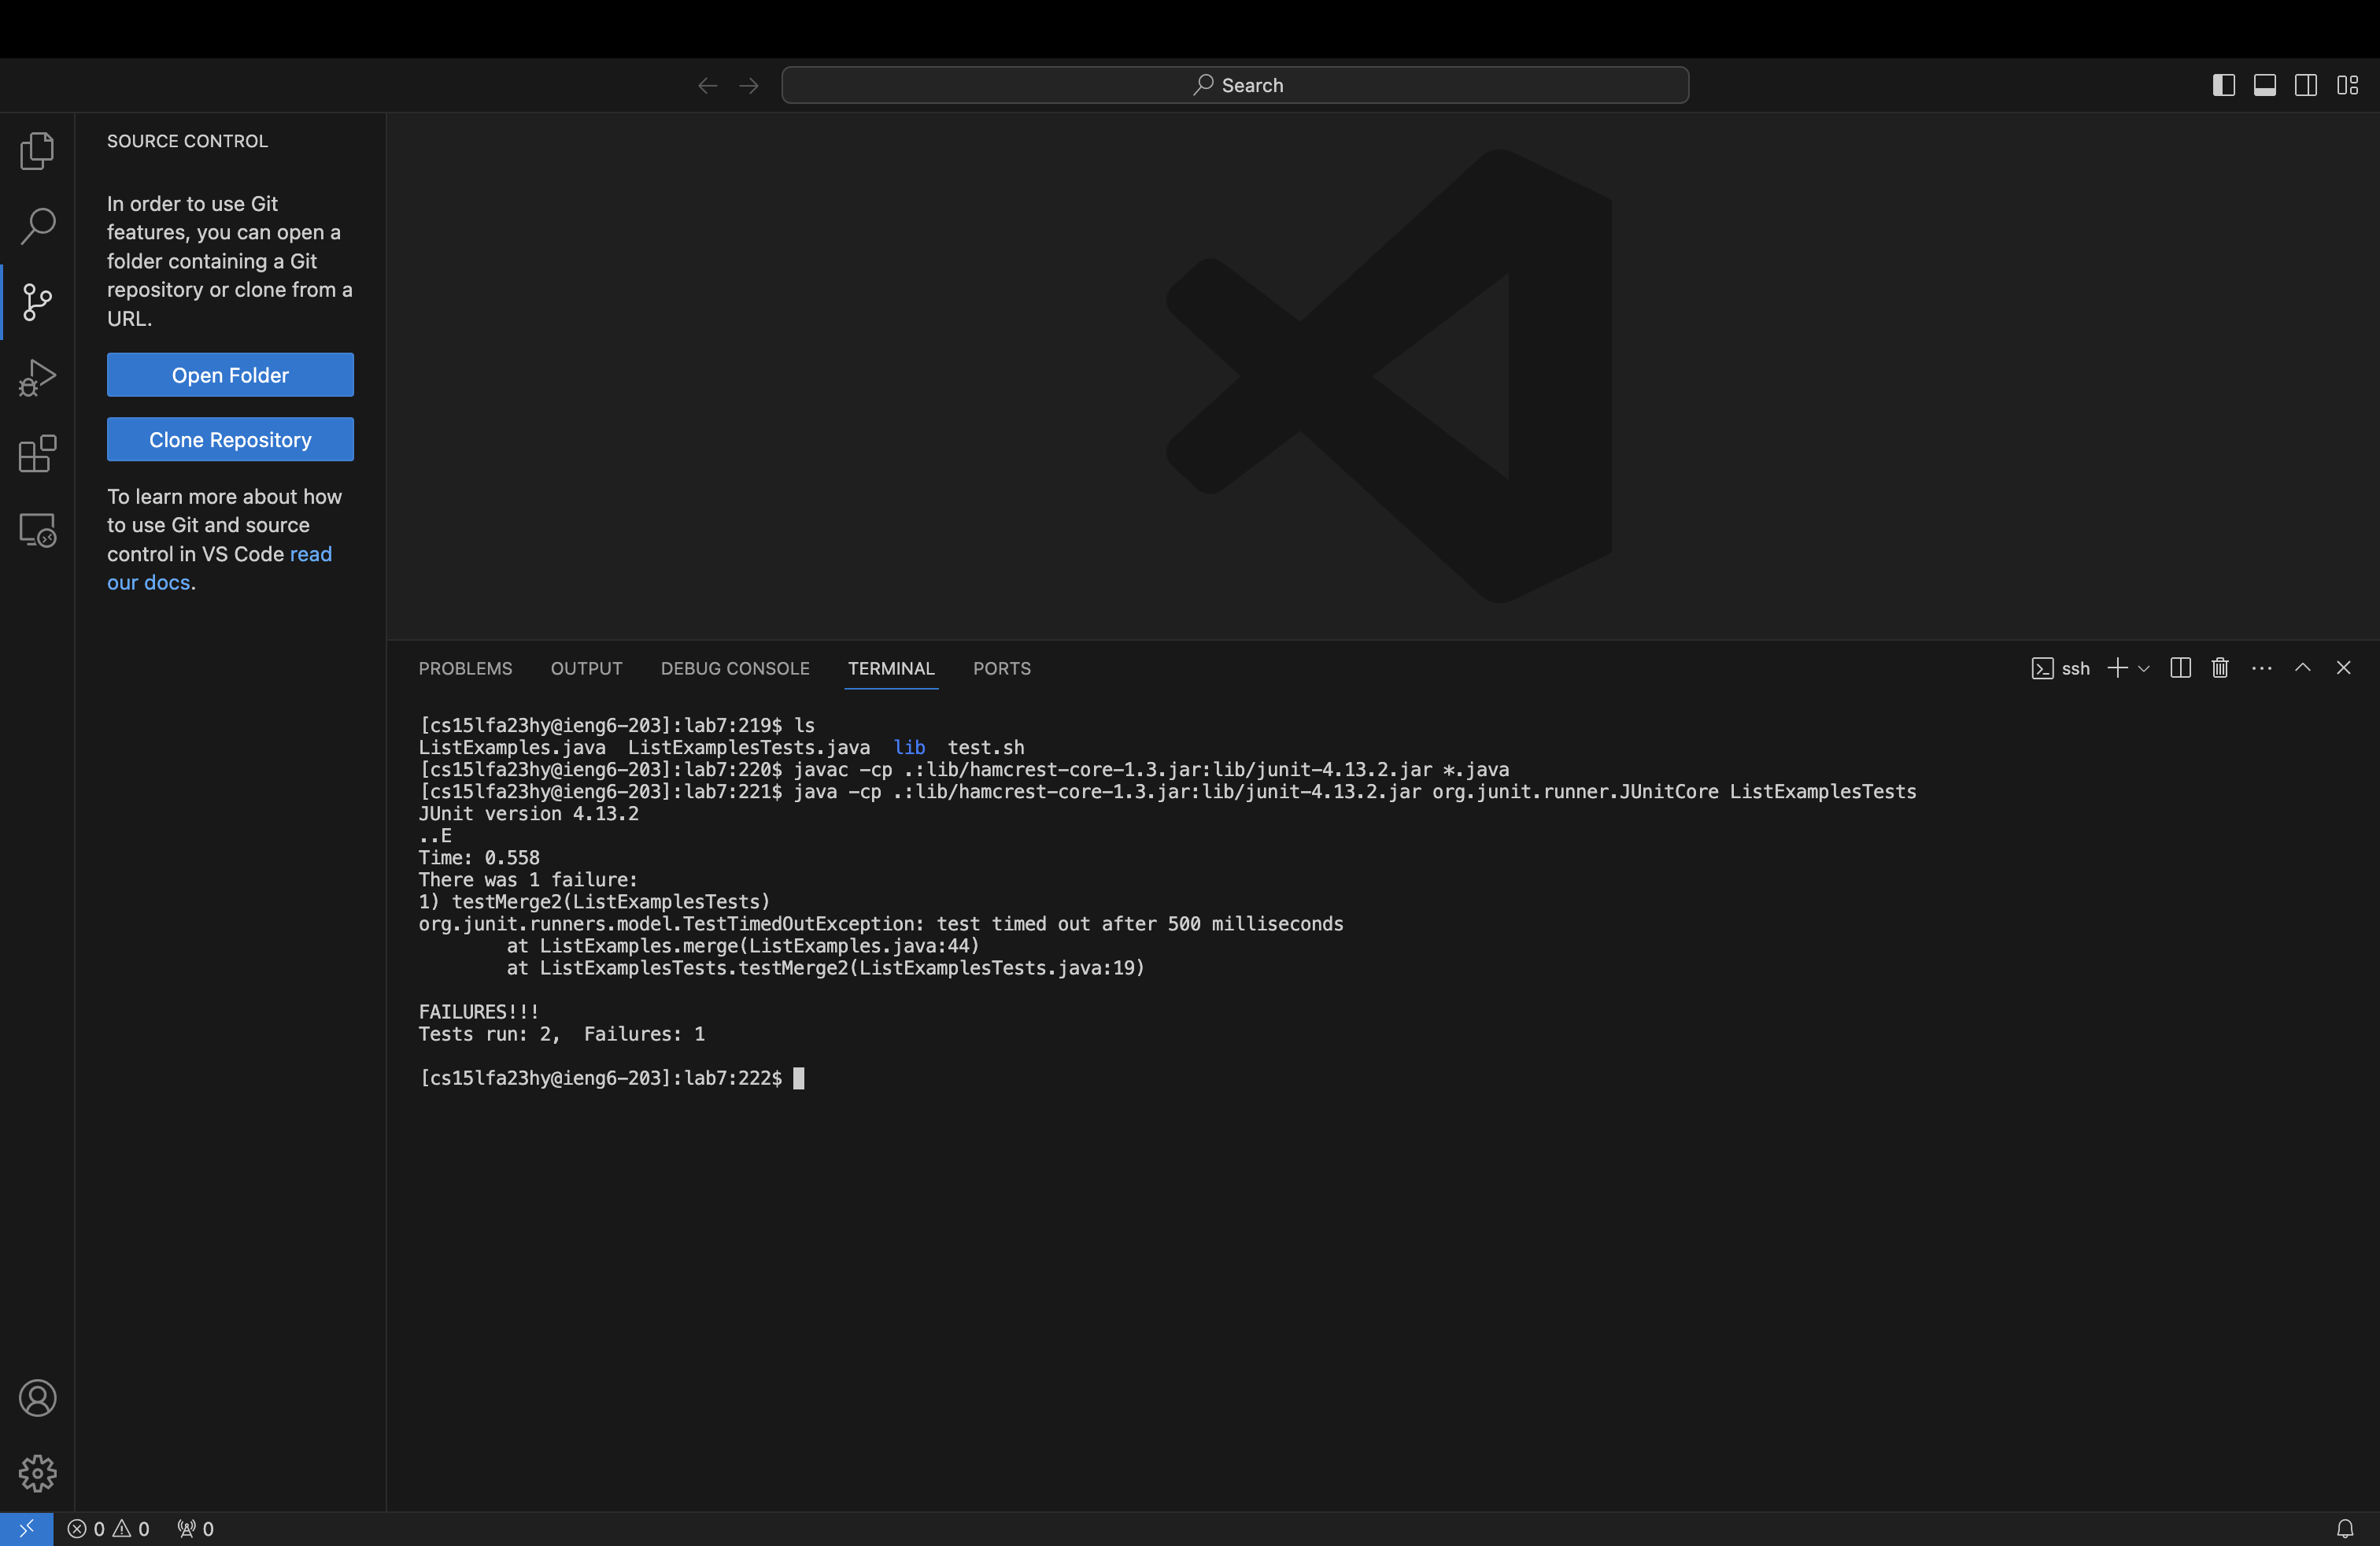 Search
SOURCE CONTROL
In order to use Git
features, you can open a
folder containing a Git
repository or clone from a
URL.
Open Folder
Clone Repository
To learn more about how
to use Git and source
control in VS Code read
our docs.
PROBLEMS OUTPUT DEBUG CONSOLE TERMINAL PORTS ssh
[cs15lfa23hy@ieng6-203]:lab7:219$ ls
ListExamples.java  ListExamplesTests.java  lib  test.sh
[cs15lfa23hy@ieng6-203]:lab7:220$ javac -cp .:lib/hamcrest-core-1.3.jar:lib/junit-4.13.2.jar *.java
[cs15lfa23hy@ieng6-203]:lab7:221$ java -cp .:lib/hamcrest-core-1.3.jar:lib/junit-4.13.2.jar org.junit.runner.JUnitCore ListExamplesTests
JUnit version 4.13.2
..E
Time: 0.558
There was 1 failure:
1) testMerge2(ListExamplesTests)
org.junit.runners.model.TestTimedOutException: test timed out after 500 milliseconds
        at ListExamples.merge(ListExamples.java:44)
        at ListExamplesTests.testMerge2(ListExamplesTests.java:19)
FAILURES!!!
Tests run: 2,  Failures: 1
[cs15lfa23hy@ieng6-203]:lab7:222$
0 0 0